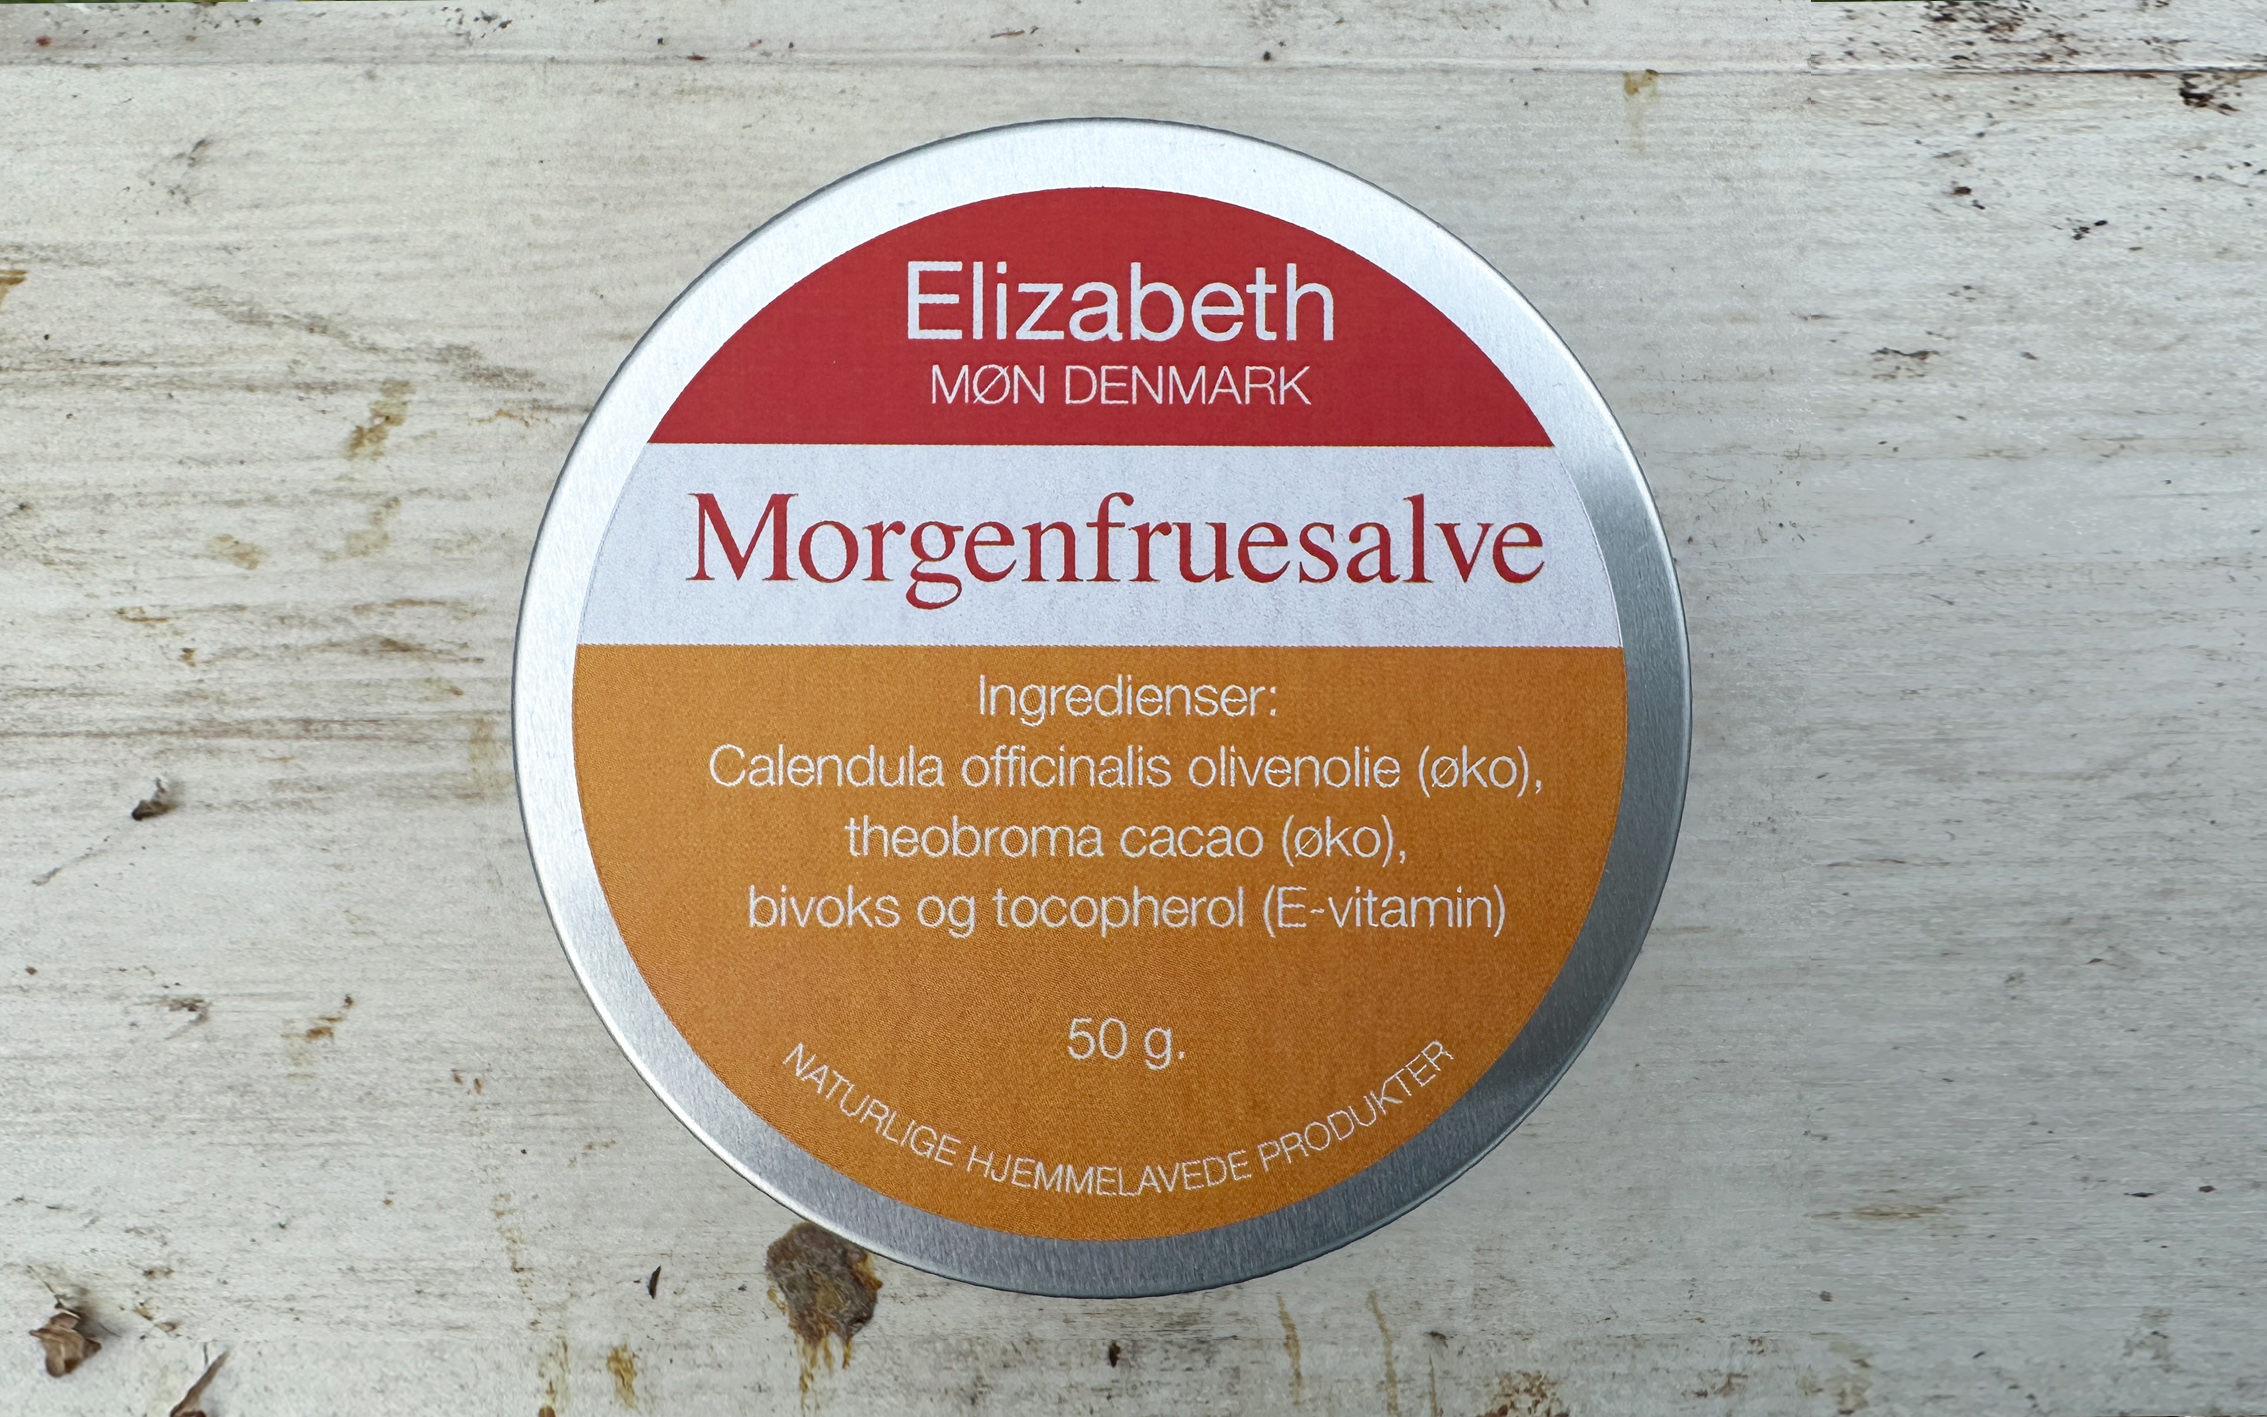 Elizabeth
MØN DENMARK
Morgenfruesalve
Ingredienser:
Calendula officinalis olivenolie (øko),
theobroma cacao (øko),
bivoks og tocopherol (E-vitamin)
50 g.
NATURLIGE HJEMMELAVEDE PRODUKTER